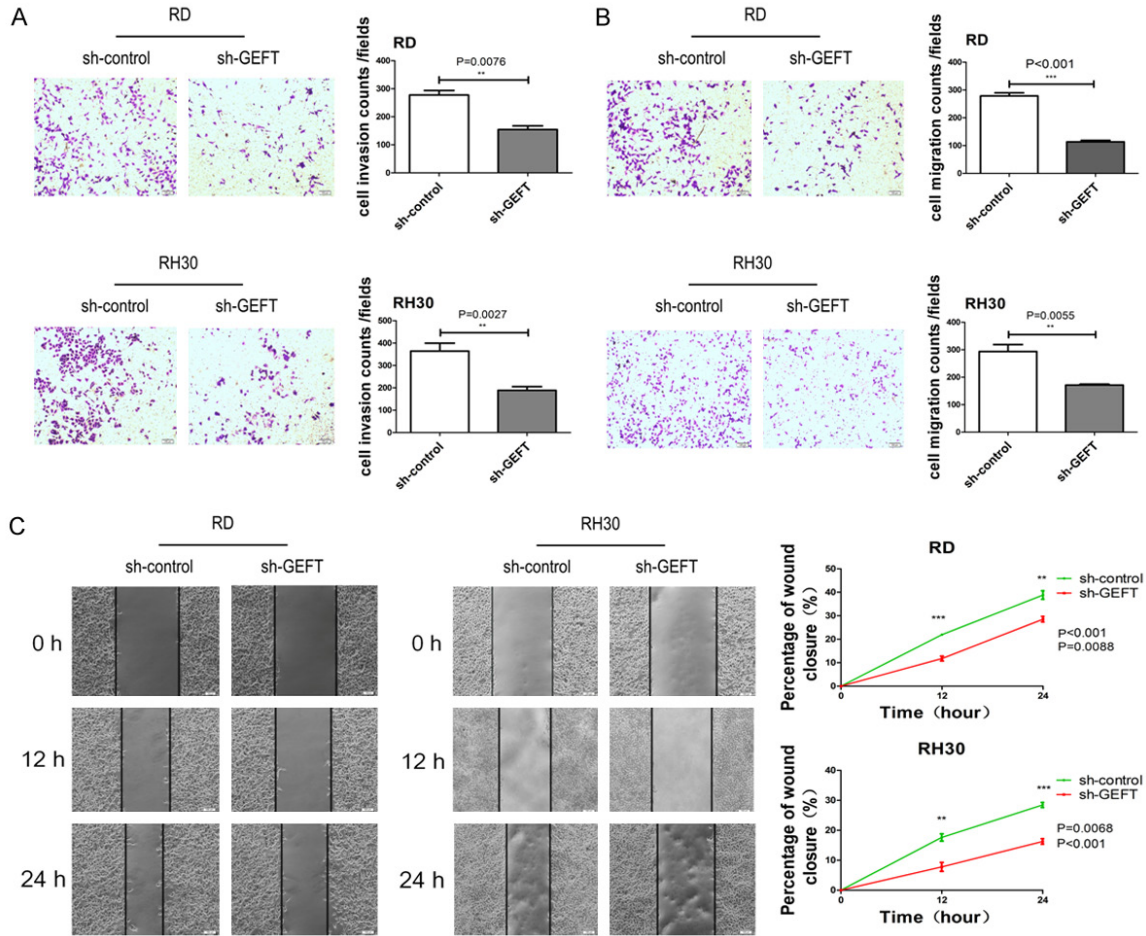 A
RD
sh-control
sh-GEFT
RD
P=0.0076
**
cell invasion counts /fields
400
300
200
100
0
sh-control
sh-GEFT
RH30
sh-control
sh-GEFT
RH30
P=0.0027
**
cell invasion counts /fields
500
400
300
200
100
0
sh-control
sh-GEFT
B
RD
sh-control
sh-GEFT
RD
P<0.001
***
cell migration counts /fields
400
300
200
100
0
sh-control
sh-GEFT
RH30
sh-control
sh-GEFT
RH30
P=0.0055
**
cell migration counts /fields
400
300
200
100
0
sh-control
sh-GEFT
C
RD
sh-control
sh-GEFT
RH30
sh-control
sh-GEFT
0 h
12 h
24 h
0 h
12 h
24 h
RD
Percentage of wound
closure (%)
50
40
30
20
10
0
***
**
sh-control
sh-GEFT
P<0.001
P=0.0088
0
12
24
Time (hour)
RH30
Percentage of wound
closure (%)
40
30
20
10
0
**
***
sh-control
sh-GEFT
P=0.0068
P<0.001
0
12
24
Time (hour)